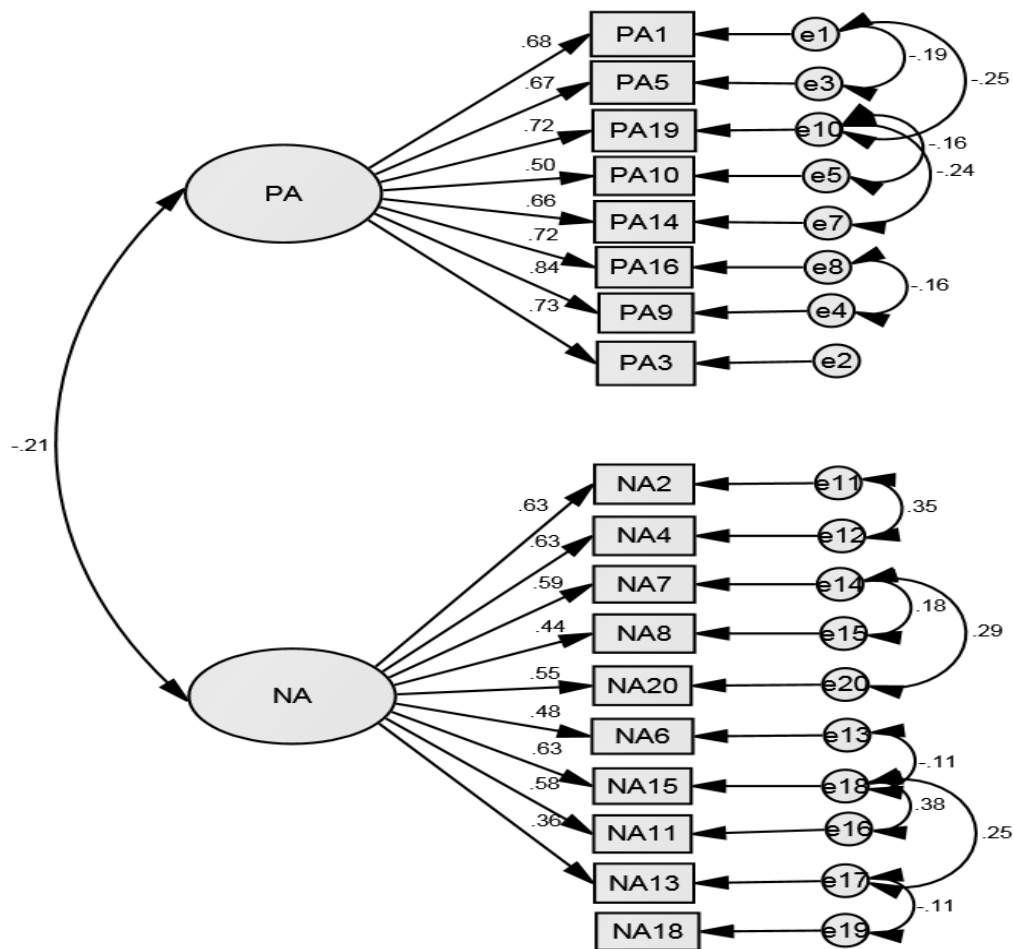 .68 PA1 e1
-.19
-.25
.67 PA5 e3
.72 PA19 e10
-.16
-.24
.50 PA10 e5
PA
.66 PA14 e7
.72 PA16 e8
-.16
.84 PA9 e4
.73 PA3 e2
-.21
.63 NA2 e11
.35
.63 NA4 e12
.59 NA7 e14
.18
.29
.44 NA8 e15
.55 NA20 e20
NA
.48 NA6 e13
-.11
.63 NA15 e18
.38
.25
.58 NA11 e16
.36 NA13 e17
-.11
NA18 e19